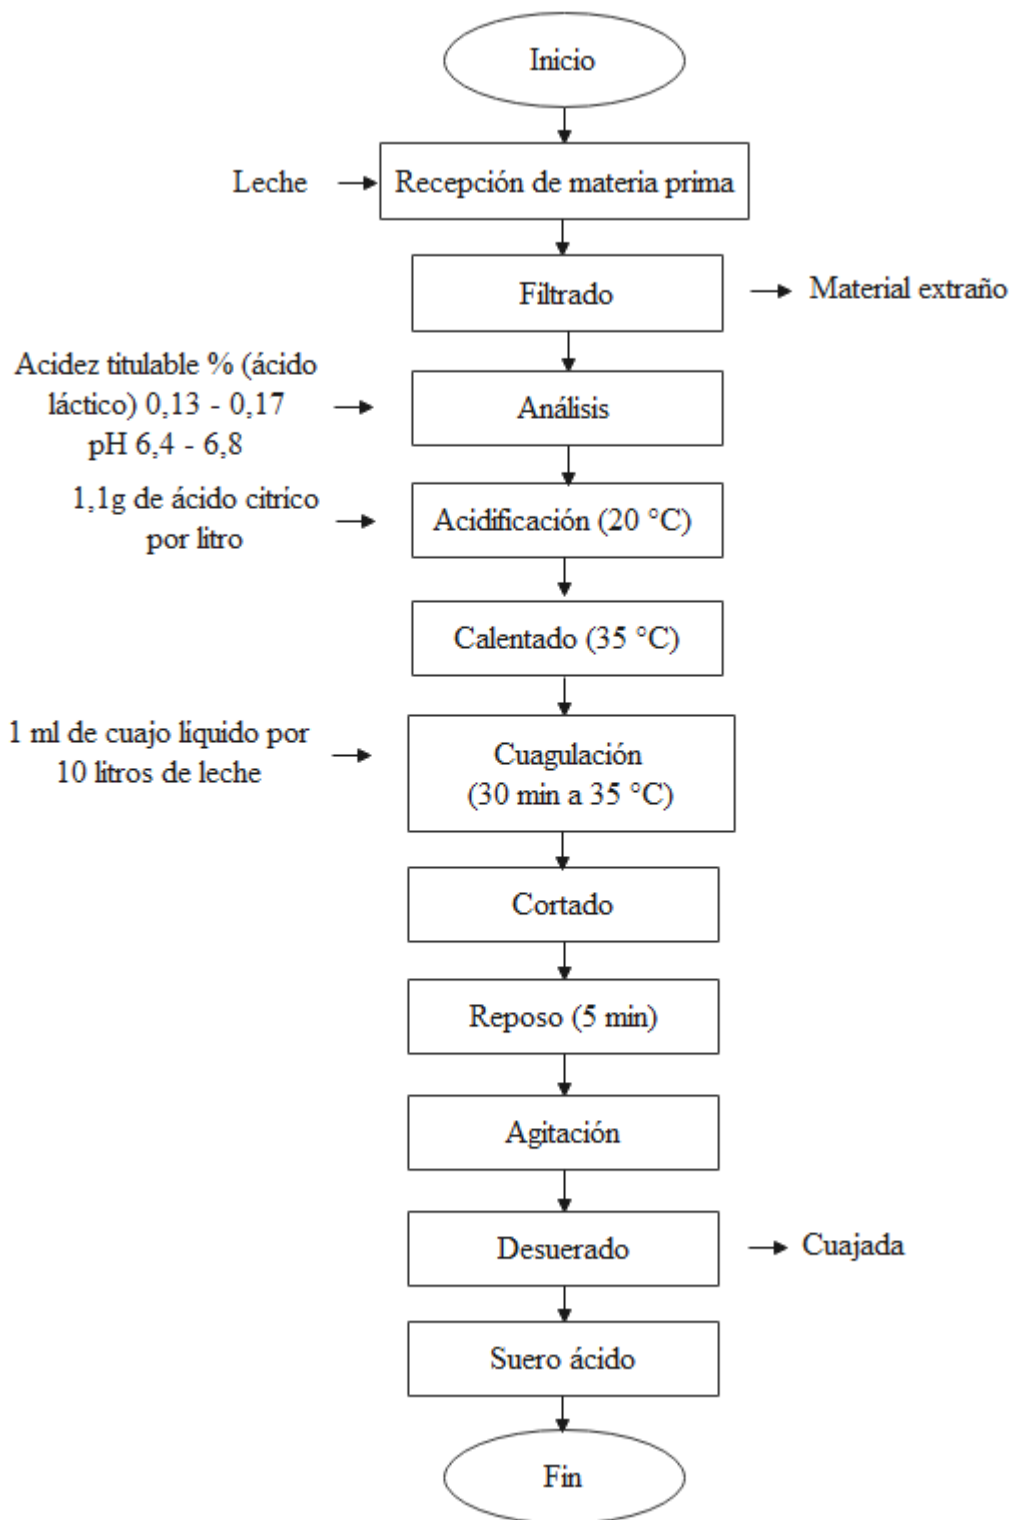 Inicio
Leche
Recepción de materia prima
Filtrado
Material extraño
Acidez titulable % (ácido
láctico) 0,13 - 0,17
pH 6,4 - 6,8
Análisis
1,1g de ácido citríco
por litro
Acidificación (20 °C)
Calentado (35 °C)
1 ml de cuajo líquido por
10 litros de leche
Cuagulación
(30 min a 35 °C)
Cortado
Reposo (5 min)
Agitación
Desuerado
Cuajada
Suero ácido
Fin